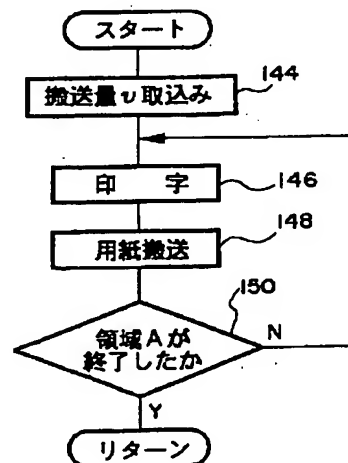 スタート
搬送量υ取込み
144
印 字
146
用紙搬送
148
150
領域Aが
終了したか
N
Y
リターン